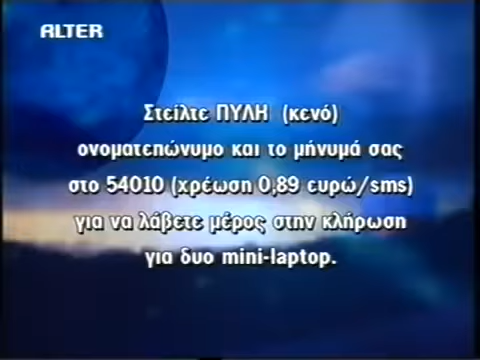 ALTER
Στείλτε ΠΥΛΗ (κενό)
ονοματεπώνυμο και το μήνυμά σας
στο 54010 (χρέωση 0,89 ευρώ/sms)
για να λάβετε μέρος στην κλήρωση
για δυο mini-laptop.